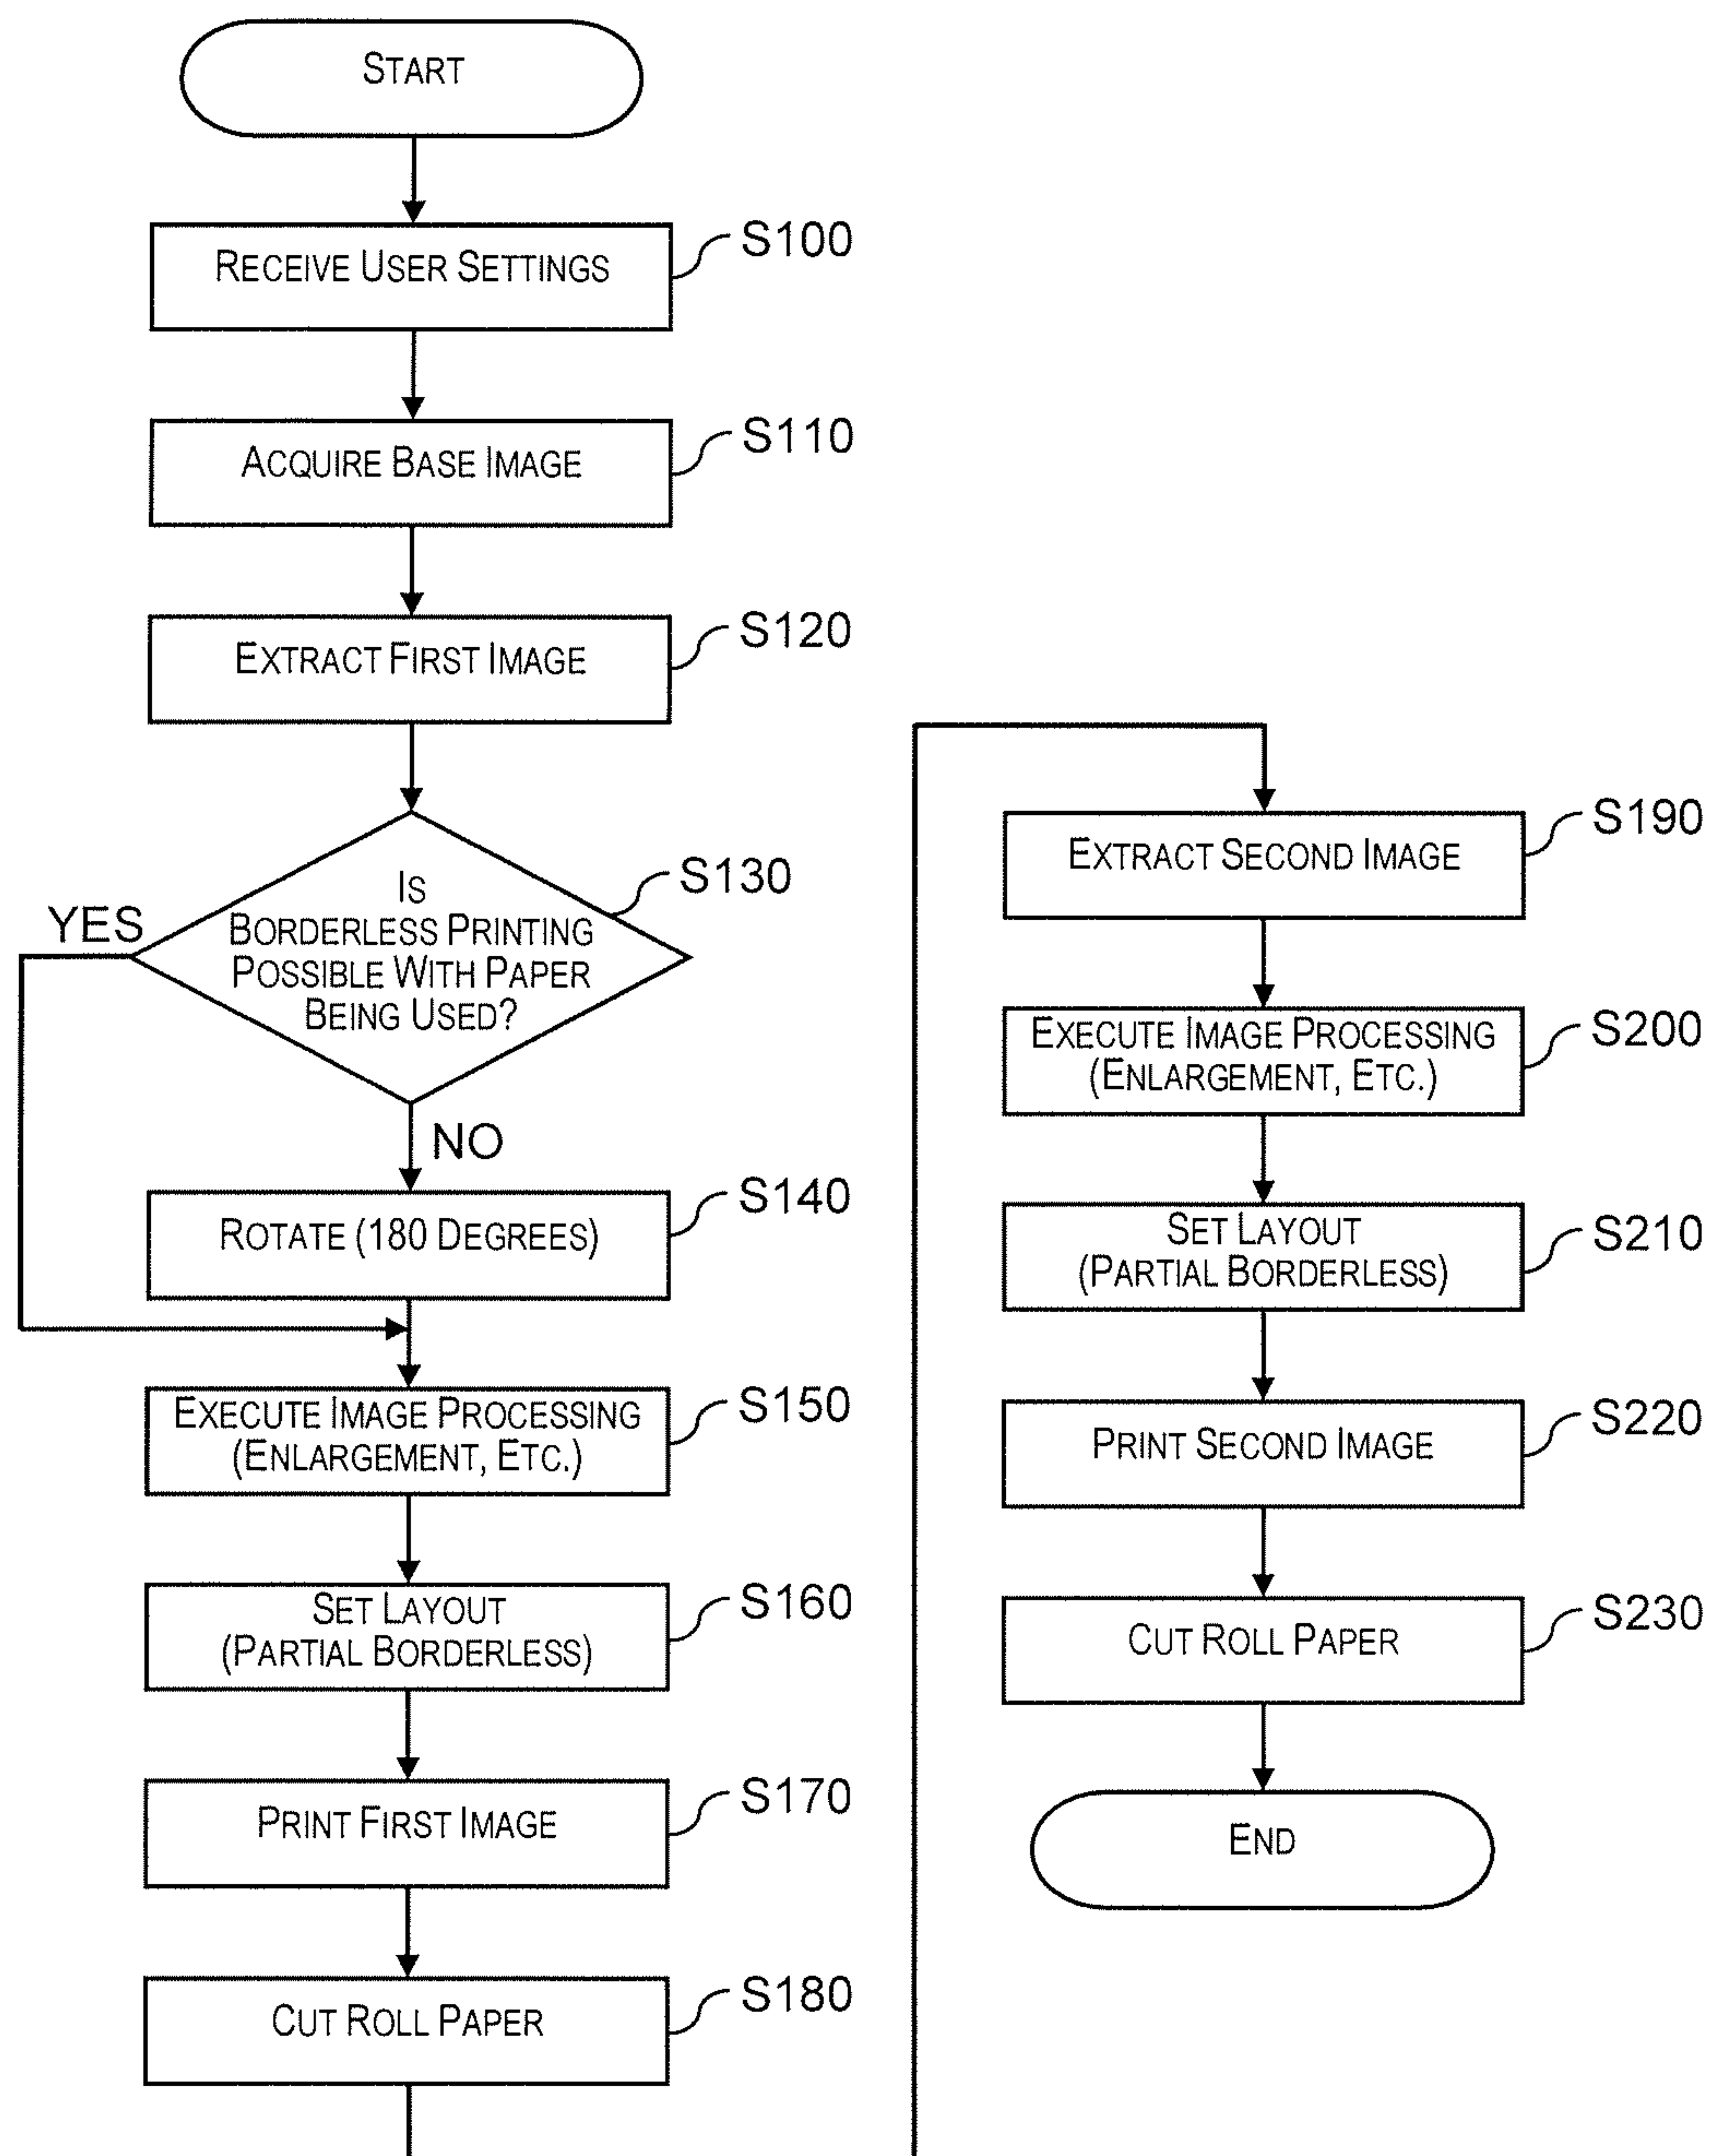 START
RECEIVE USER SETTINGS
S100
ACQUIRE BASE IMAGE
S110
EXTRACT FIRST IMAGE
S120
IS
BORDERLESS PRINTING
POSSIBLE WITH PAPER
BEING USED?
S130
YES
NO
ROTATE (180 DEGREES)
S140
EXECUTE IMAGE PROCESSING
(ENLARGEMENT, ETC.)
S150
SET LAYOUT
(PARTIAL BORDERLESS)
S160
PRINT FIRST IMAGE
S170
CUT ROLL PAPER
S180
EXTRACT SECOND IMAGE
S190
EXECUTE IMAGE PROCESSING
(ENLARGEMENT, ETC.)
S200
SET LAYOUT
(PARTIAL BORDERLESS)
S210
PRINT SECOND IMAGE
S220
CUT ROLL PAPER
S230
END